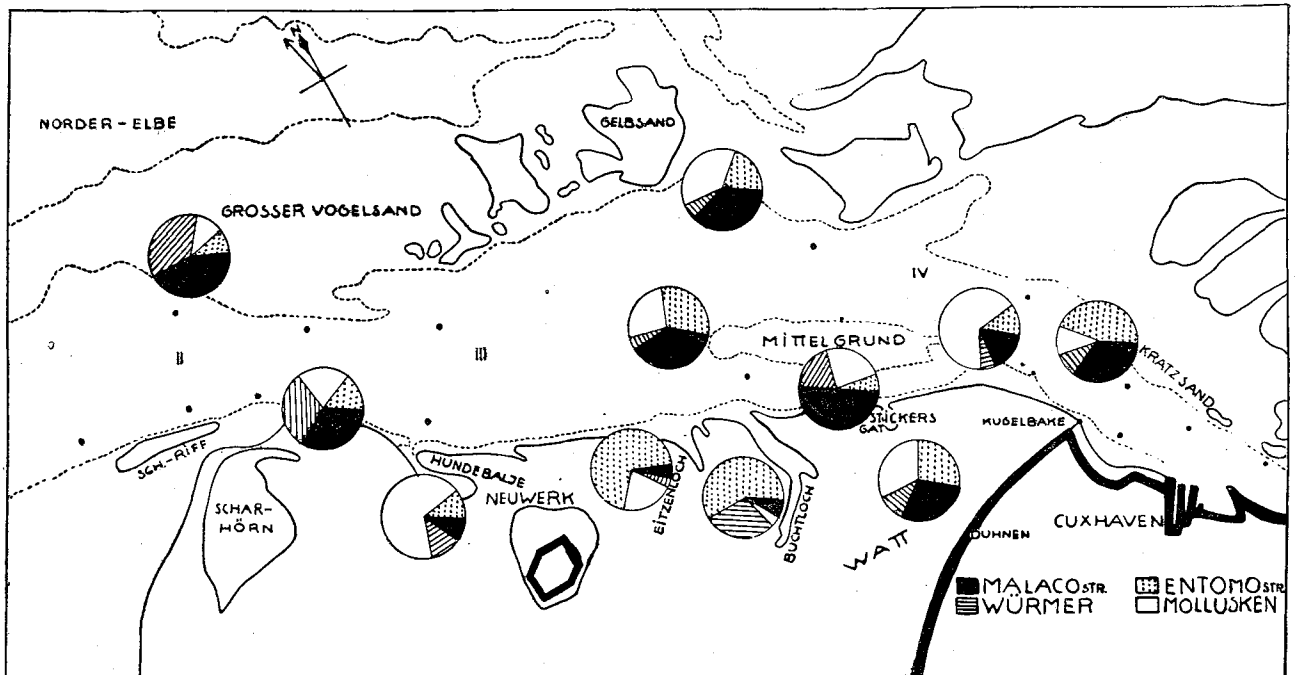 N
NORDER-ELBE
GELBSAND
GROSSER VOGELSAND
IV
II
III
MITTELGRUND
KRATZSAND
STICKERS
GAT
KUGELBAKE
SCH.-RIFF
HUNDEBALJE
NEUWERK
EITZENLOCH
BUCHTLOCH
SCHAR-
HÖRN
WATT
DUHNEN
CUXHAVEN
MALACOSTR. ENTOMOSTR.
WÜRMER MOLLUSKEN